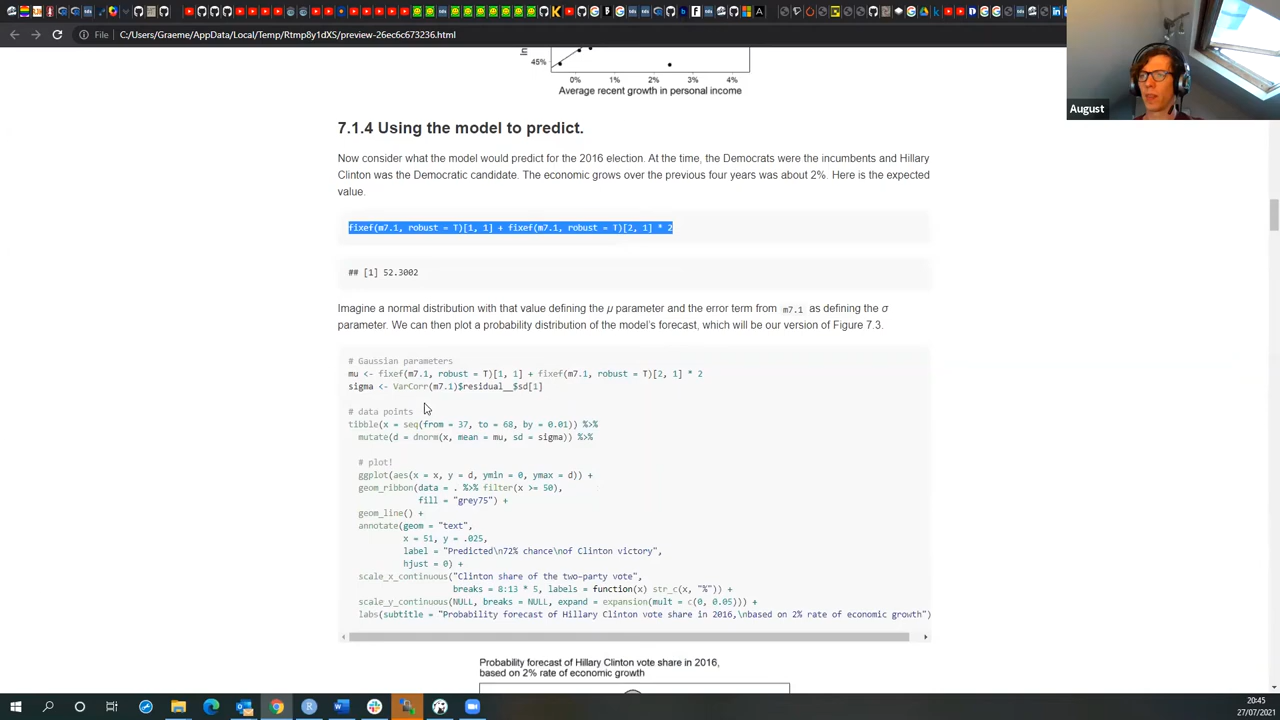 C:/Users/Graeme/AppData/Local/Temp/Rtmp8y1dXS/preview-26ec6c673236.html
August
45%
0% 1% 2% 3% 4%
Average recent growth in personal income
7.1.4 Using the model to predict.
Now consider what the model would predict for the 2016 election. At the time, the Democrats were the incumbents and Hillary
Clinton was the Democratic candidate. The economic grows over the previous four years was about 2%. Here is the expected
value.
fixef(m7.1, robust = T)[1, 1] + fixef(m7.1, robust = T)[2, 1] * 2
## [1] 52.3002
Imagine a normal distribution with that value defining the μ parameter and the error term from m7.1 as defining the σ
parameter. We can then plot a probability distribution of the model's forecast, which will be our version of Figure 7.3.
# Gaussian parameters
mu <- fixef(m7.1, robust = T)[1, 1] + fixef(m7.1, robust = T)[2, 1] * 2
sigma <- VarCorr(m7.1)$residual__$sd[1]
# data points
tibble(x = seq(from = 37, to = 68, by = 0.01)) %>%
mutate(d = dnorm(x, mean = mu, sd = sigma)) %>%
# plot!
ggplot(aes(x = x, y = d, ymin = 0, ymax = d)) +
geom_ribbon(data = . %>% filter(x >= 50),
fill = "grey75") +
geom_line() +
annotate(geom = "text",
x = 51, y = .025,
label = "Predicted\n72% chance\nof Clinton victory",
hjust = 0) +
scale_x_continuous("Clinton share of the two-party vote",
breaks = 8:13 * 5, labels = function(x) str_c(x, "%")) +
scale_y_continuous(NULL, breaks = NULL, expand = expansion(mult = c(0, 0.05))) +
labs(subtitle = "Probability forecast of Hillary Clinton vote share in 2016,\nbased on 2% rate of economic growth")
Probability forecast of Hillary Clinton vote share in 2016,
based on 2% rate of economic growth
20:45
27/07/2021